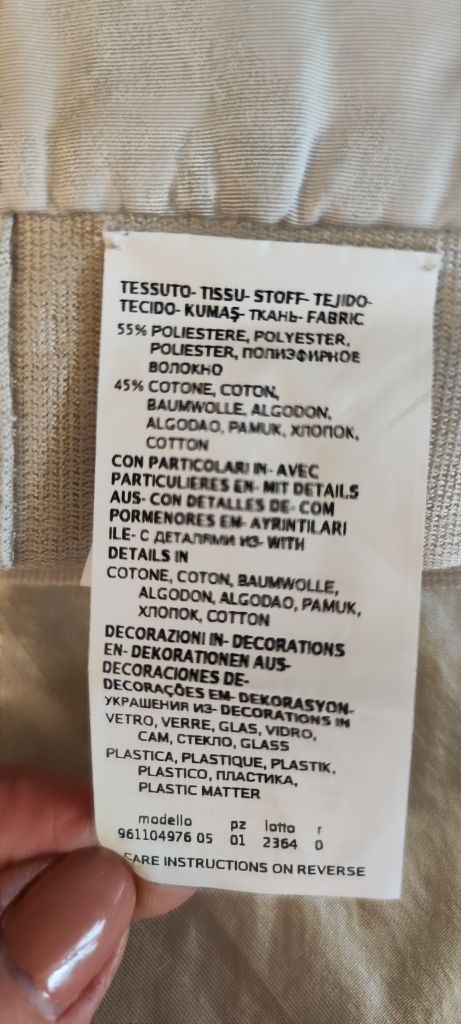 TESSUTO- TISSU- STOFF- TEJIDO-
TECIDO- KUMAŞ- ТКАНЬ- FABRIC
55% POLIESTERE, POLYESTER,
POLIESTER, ПОЛИЭФИРНОЕ
ВОЛОКНО
45% COTONE, COTON,
BAUMWOLLE, ALGODON,
ALGODAO, PAMUK, ХЛОПОК,
COTTON
CON PARTICOLARI IN- AVEC
PARTICULIERES EN- MIT DETAILS
AUS- CON DETALLES DE- COM
PORMENORES EM- AYRINTILARI
ILE- С ДЕТАЛЯМИ ИЗ- WITH
DETAILS IN
COTONE, COTON, BAUMWOLLE,
ALGODON, ALGODAO, PAMUK,
ХЛОПОК, COTTON
DECORAZIONI IN- DECORATIONS
EN- DEKORATIONEN AUS-
DECORACIONES DE-
DECORAÇÕES EM- DEKORASYON-
УКРАШЕНИЯ ИЗ- DECORATIONS IN
VETRO, VERRE, GLAS, VIDRO,
CAM, СТЕКЛО, GLASS
PLASTICA, PLASTIQUE, PLASTIK,
PLASTICO, ПЛАСТИКА,
PLASTIC MATTER
modello pz lotto r
961104976 05 01 2364 0
CARE INSTRUCTIONS ON REVERSE